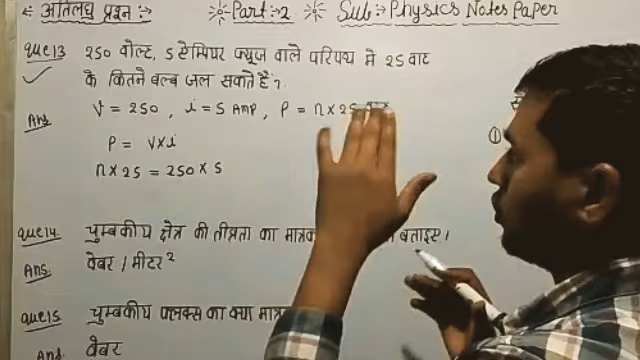 अतिलघु प्रश्न :→ Part:-2 Sub:→ Physics Notes Paper
Que13 250 वोल्ट, 5 ऐम्पियर फ्यूज वाले परिपथ मे 25 वाट
के कितने बल्ब जल सकते हैं?
Ans V = 250, i = 5 Amp, P = n×25
①
P = V×i
n×25 = 250×5
Que14. चुम्बकीय क्षेत्र की तीव्रता का मात्रक बताइए।
Ans. वेबर / मीटर²
Que15 चुम्बकीय फ्लक्स का क्या
Ans. वेबर